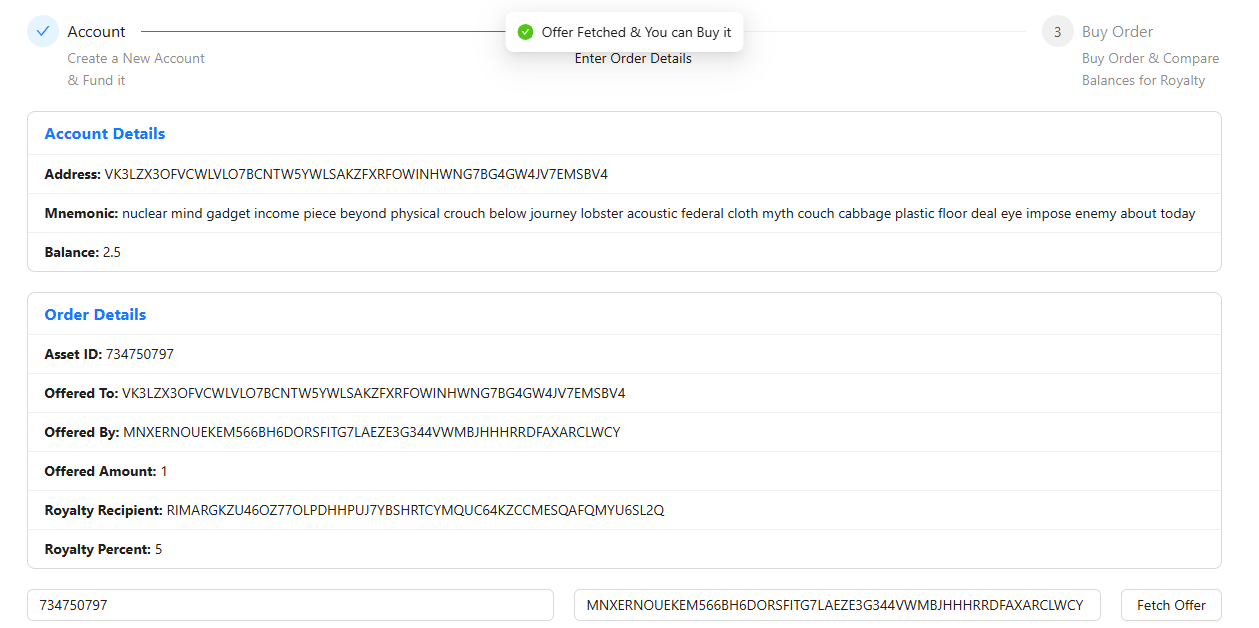 Account
Create a New Account
& Fund it
Offer Fetched & You can Buy it
Enter Order Details
3 Buy Order
Buy Order & Compare
Balances for Royalty
Account Details
Address: VK3LZX3OFVCWLVLO7BCNTW5YWLSAKZFXRFOWINHWNG7BG4GW4JV7EMSBV4
Mnemonic: nuclear mind gadget income piece beyond physical crouch below journey lobster acoustic federal cloth myth couch cabbage plastic floor deal eye impose enemy about today
Balance: 2.5
Order Details
Asset ID: 734750797
Offered To: VK3LZX3OFVCWLVLO7BCNTW5YWLSAKZFXRFOWINHWNG7BG4GW4JV7EMSBV4
Offered By: MNXERNOUEKEM566BH6DORSFITG7LAEZE3G344VWMBJHHHRRDFAXARCLWCY
Offered Amount: 1
Royalty Recipient: RIMARGKZU46OZ77OLPDHHPUJ7YBSHRTCYMQUC64KZCCMESQAFQMYU6SL2Q
Royalty Percent: 5
734750797 MNXERNOUEKEM566BH6DORSFITG7LAEZE3G344VWMBJHHHRRDFAXARCLWCY Fetch Offer